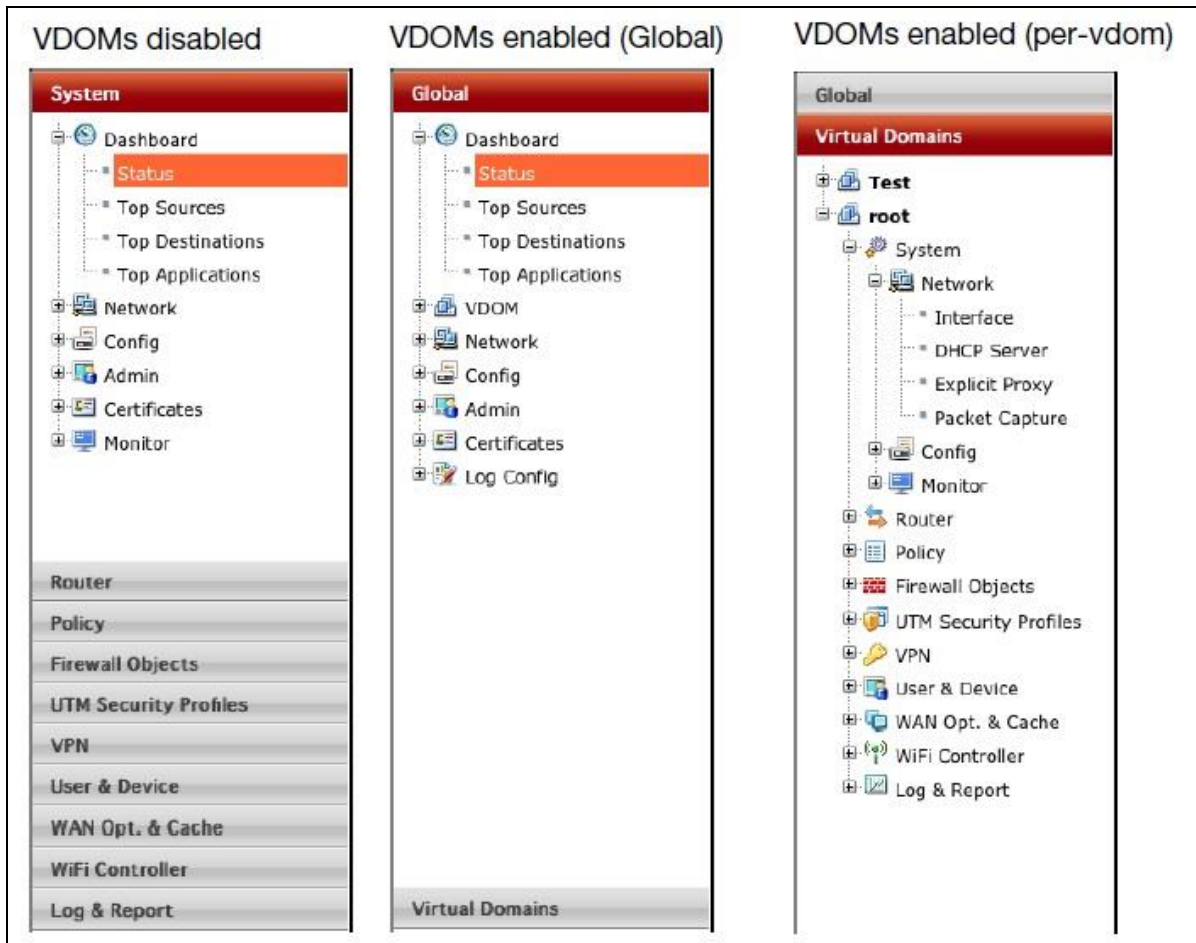 VDOMs disabled
System
Dashboard
Status
Top Sources
Top Destinations
Top Applications
Network
Config
Admin
Certificates
Monitor
Router
Policy
Firewall Objects
UTM Security Profiles
VPN
User & Device
WAN Opt. & Cache
WiFi Controller
Log & Report
VDOMs enabled (Global)
Global
Dashboard
Status
Top Sources
Top Destinations
Top Applications
VDOM
Network
Config
Admin
Certificates
Log Config
Virtual Domains
VDOMs enabled (per-vdom)
Global
Virtual Domains
Test
root
System
Network
Interface
DHCP Server
Explicit Proxy
Packet Capture
Config
Monitor
Router
Policy
Firewall Objects
UTM Security Profiles
VPN
User & Device
WAN Opt. & Cache
WiFi Controller
Log & Report